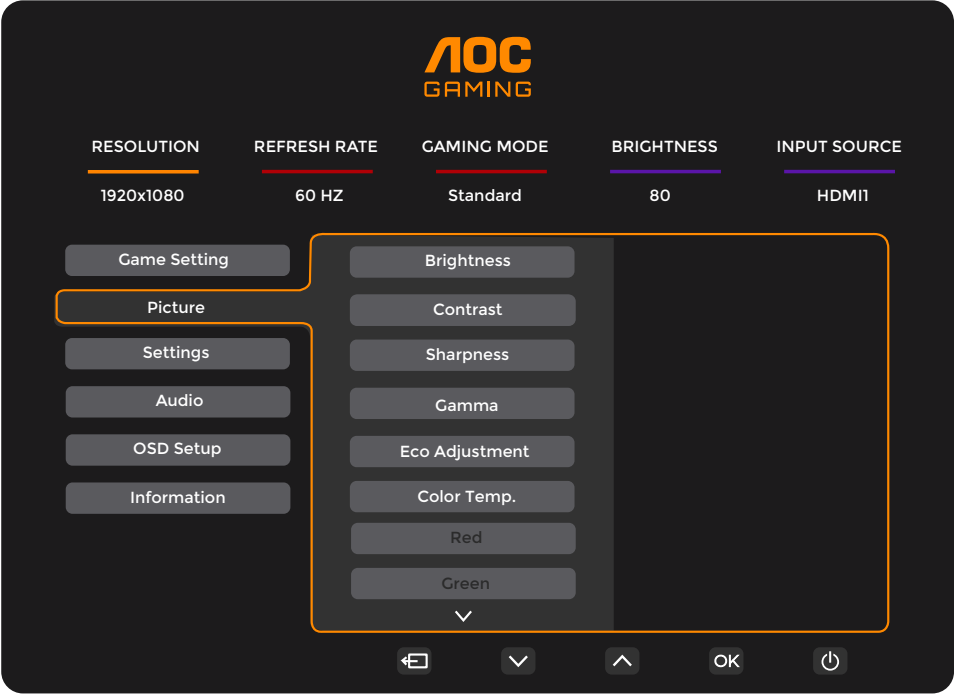 AOC
GAMING
RESOLUTION REFRESH RATE GAMING MODE BRIGHTNESS INPUT SOURCE
1920x1080 60 HZ Standard 80 HDMI1
Game Setting
Picture
Settings
Audio
OSD Setup
Information
Brightness
Contrast
Sharpness
Gamma
Eco Adjustment
Color Temp.
Red
Green
OK